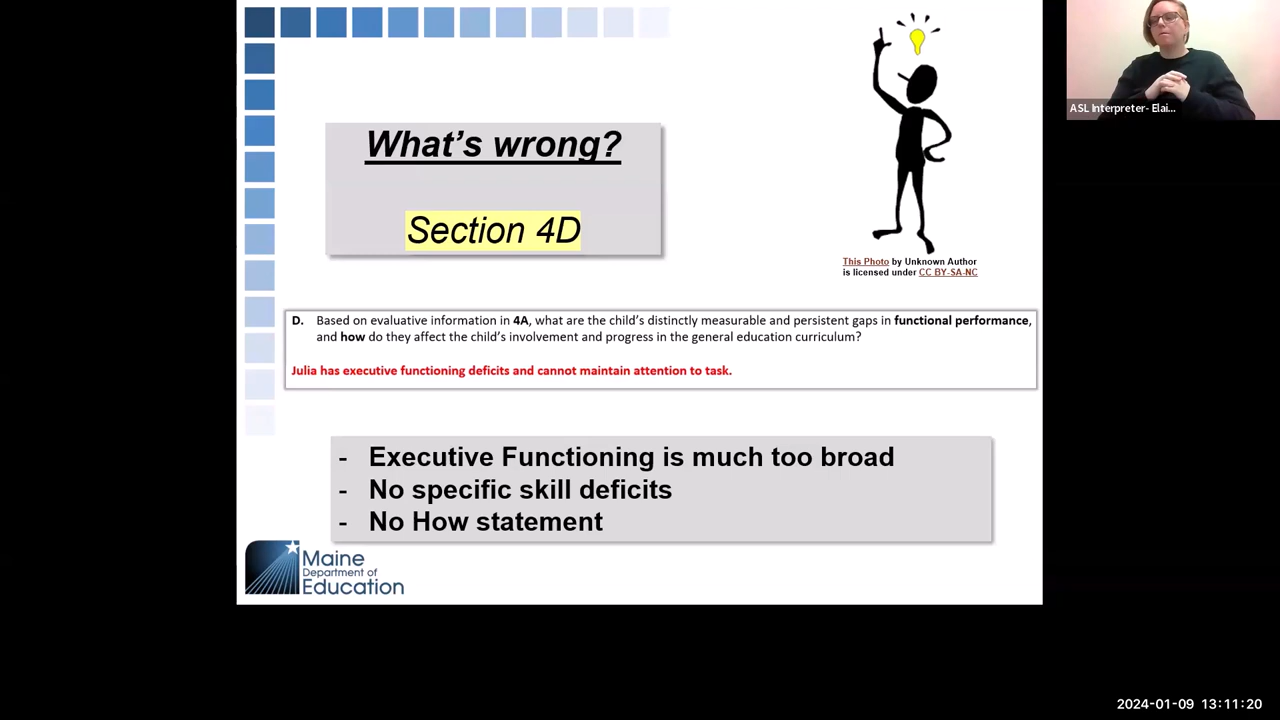 What's wrong?
Section 4D
This Photo by Unknown Author
is licensed under CC BY-SA-NC
ASL Interpreter- Elai...
D. Based on evaluative information in 4A, what are the child's distinctly measurable and persistent gaps in functional performance,
and how do they affect the child's involvement and progress in the general education curriculum?
Julia has executive functioning deficits and cannot maintain attention to task.
- Executive Functioning is much too broad
- No specific skill deficits
- No How statement
Maine
Department of
Education
2024-01-09 13:11:20